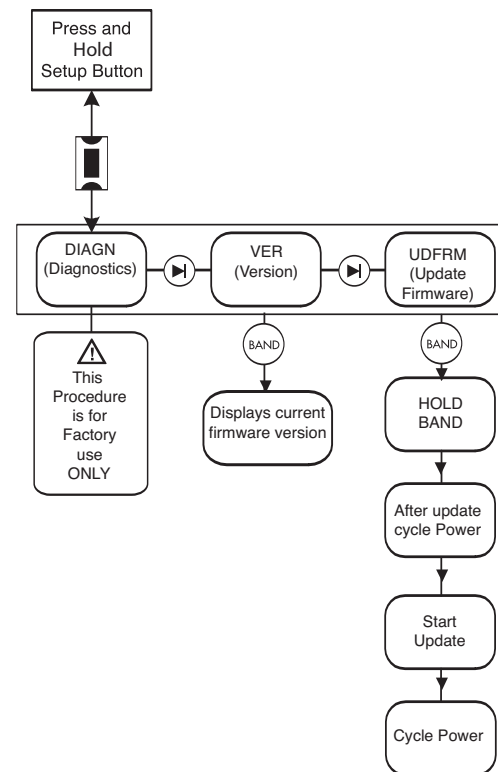 Press and
Hold
Setup Button
DIAGN
(Diagnostics)
VER
(Version)
UDFRM
(Update
Firmware)
This
Procedure
is for
Factory
use
ONLY
BAND
Displays current
firmware version
BAND
HOLD
BAND
After update
cycle Power
Start
Update
Cycle Power